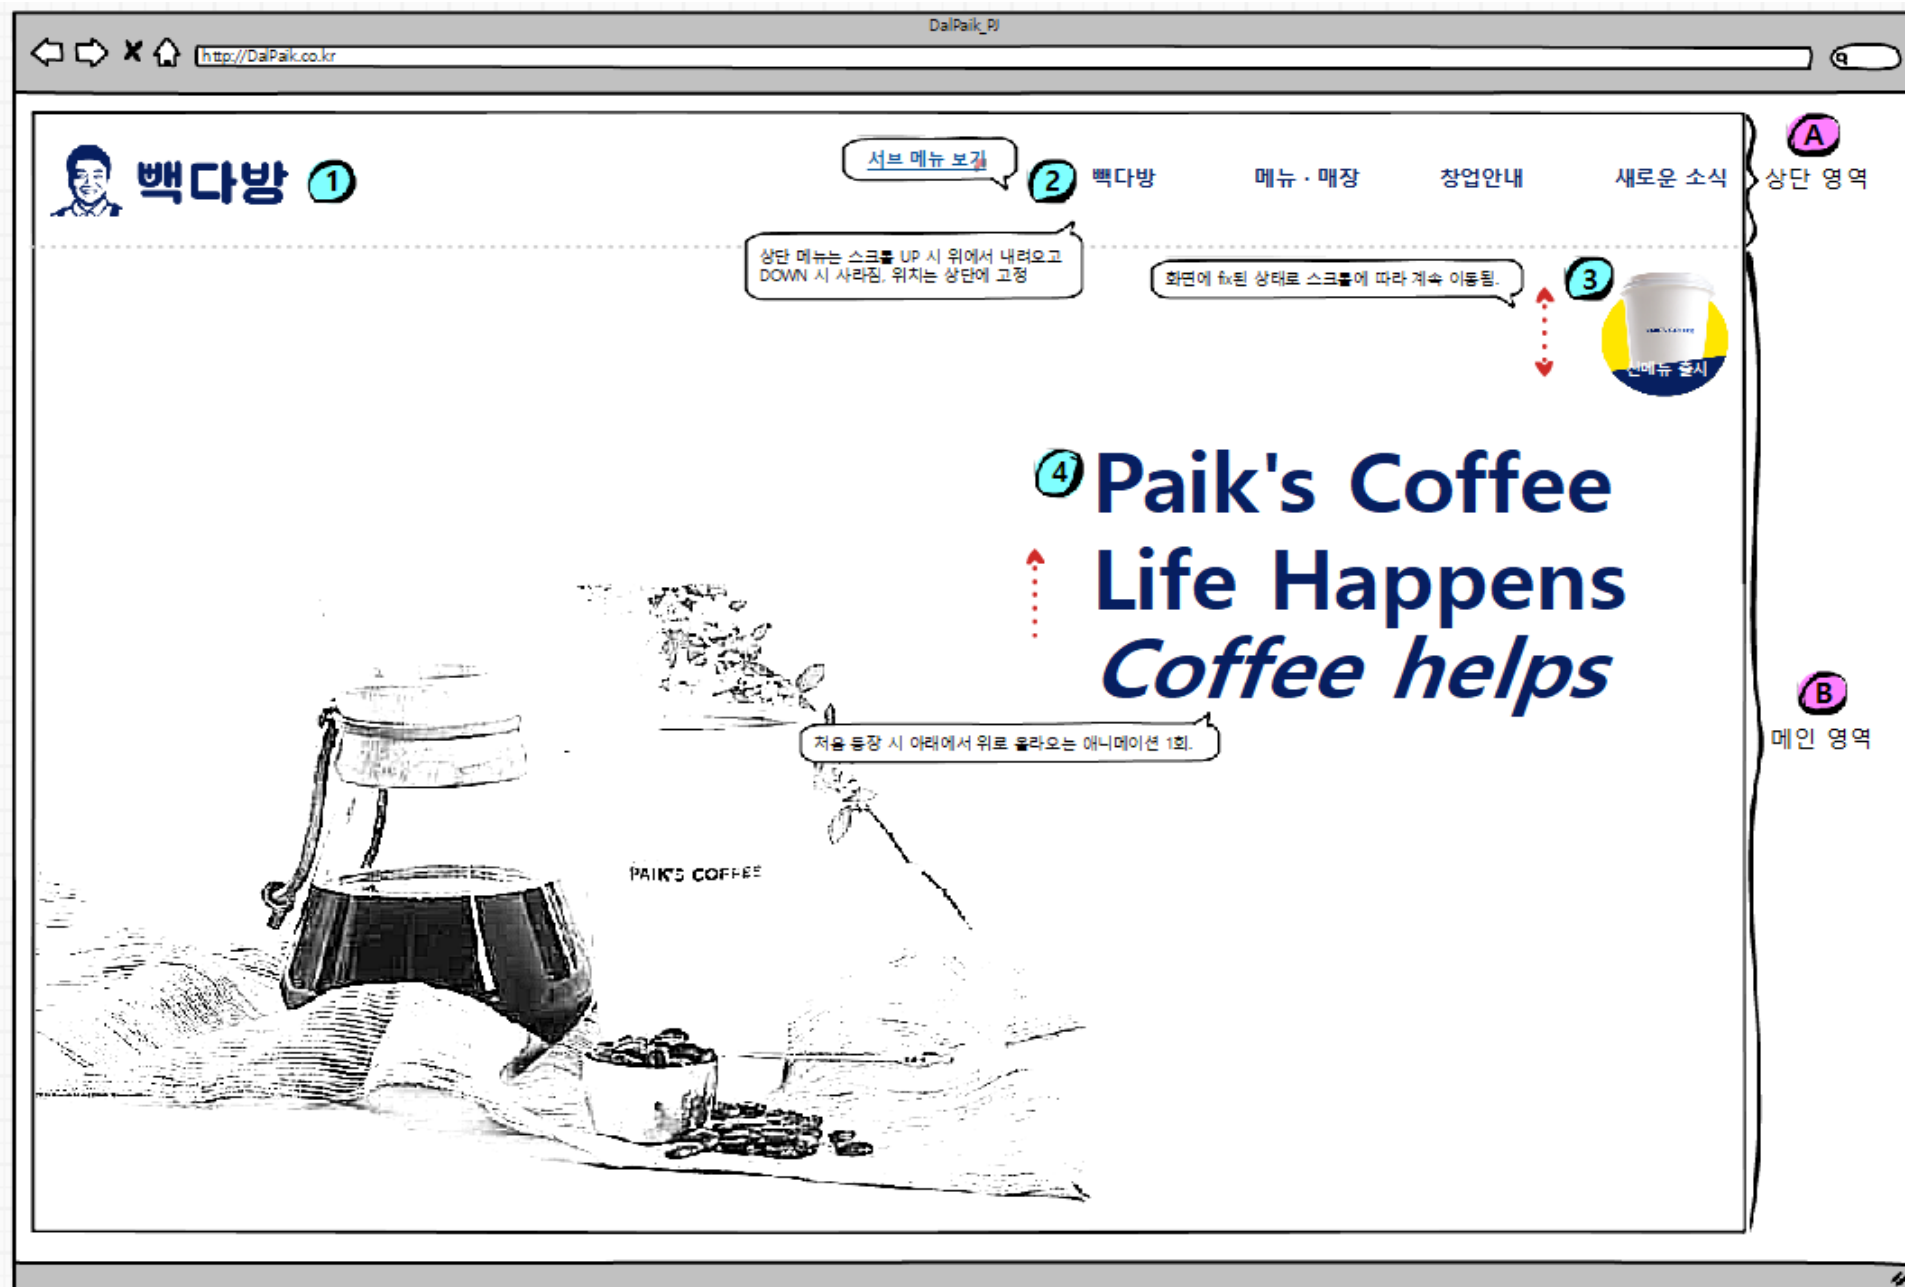 DalPaik_PJ
http://DalPaik.co.kr
빽다방
1
서브 메뉴 보기
2
빽다방
메뉴 · 매장
창업안내
새로운 소식
A
상단 영역
상단 메뉴는 스크롤 UP 시 위에서 내려오고
DOWN 시 사라짐, 위치는 상단에 고정
화면에 fix된 상태로 스크롤에 따라 계속 이동됨.
3
PAIK'S COFFEE
신메뉴 출시
4
Paik's Coffee
Life Happens
Coffee helps
B
메인 영역
처음 등장 시 아래에서 위로 올라오는 애니메이션 1회.
PAIK'S COFFEE